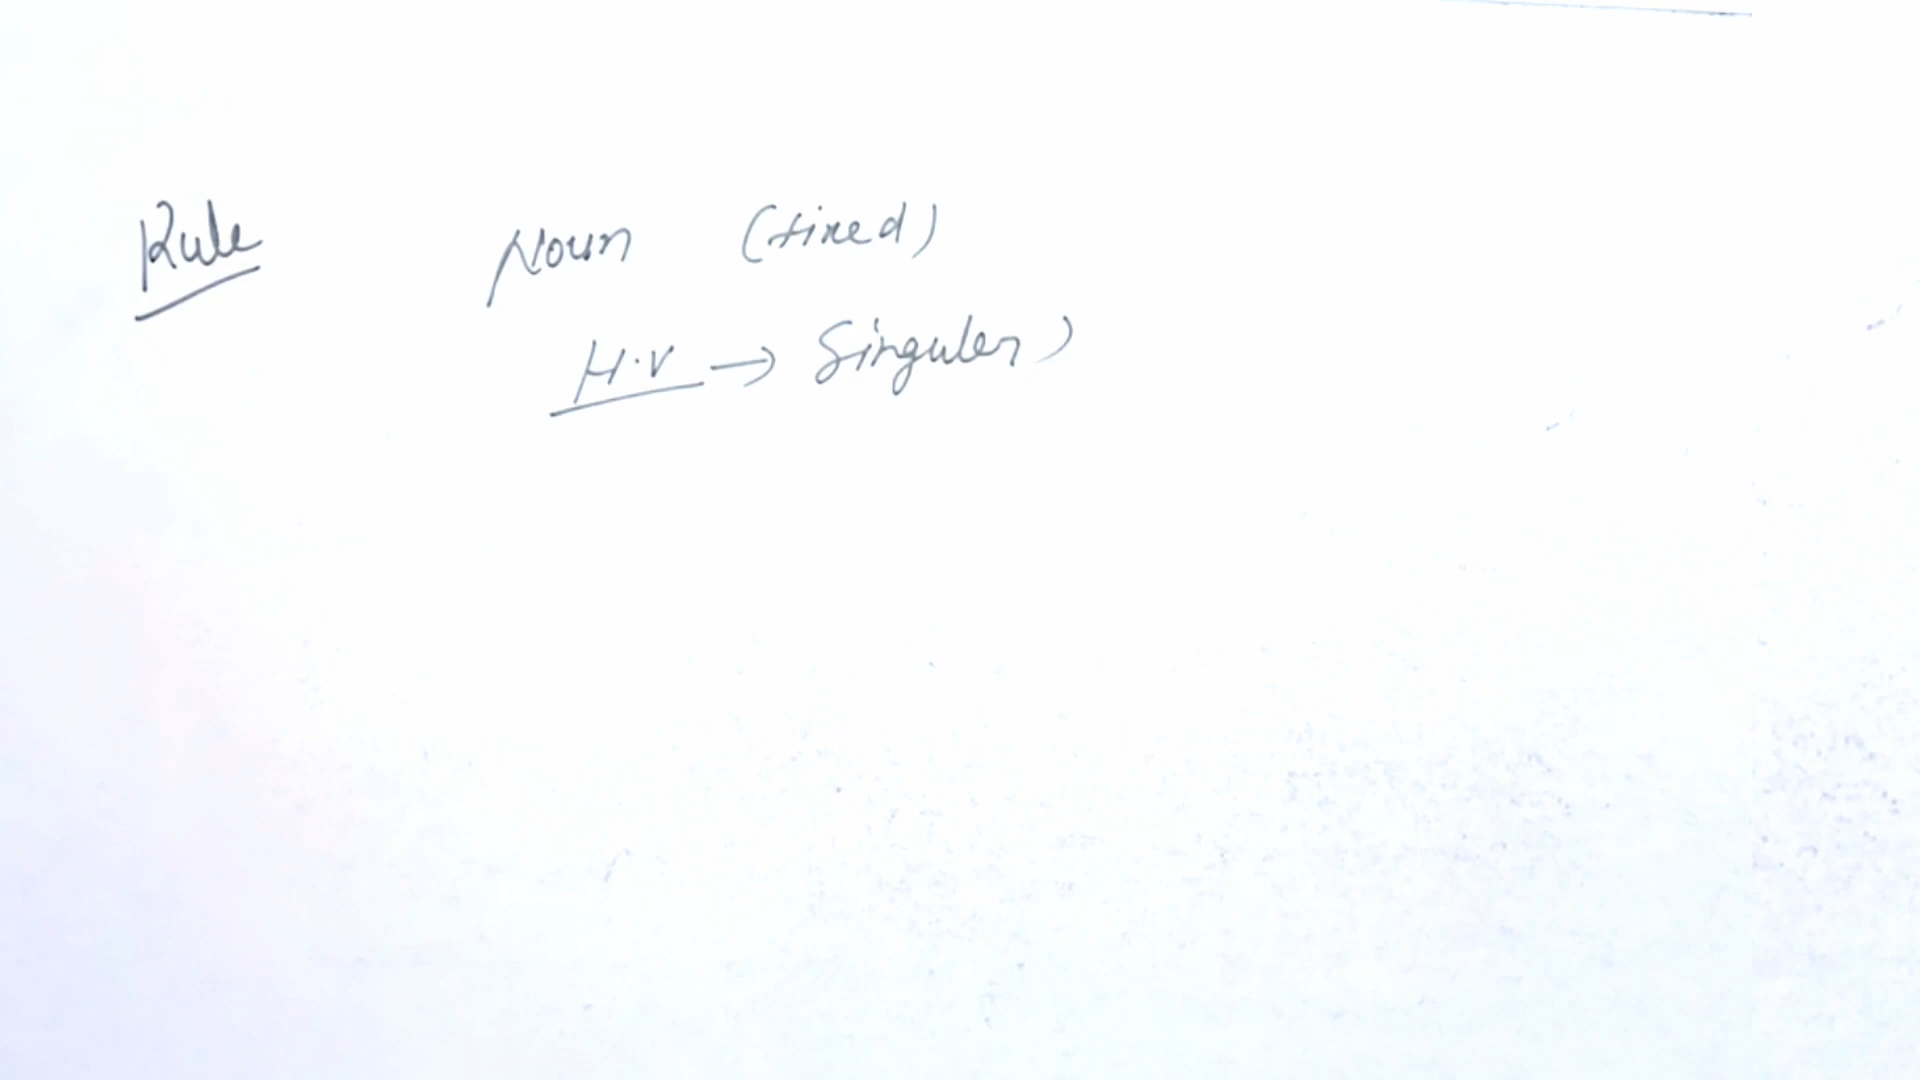 Rule Noun (fixed)
H.V → Singuler)